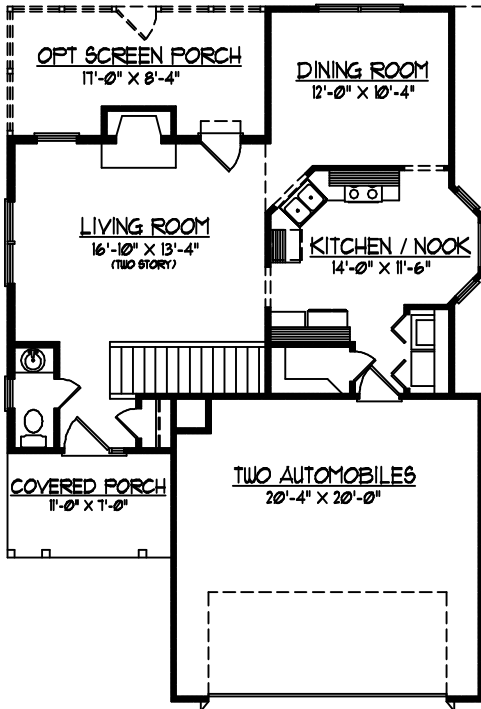 OPT SCREEN PORCH
17'-0" X 8'-4"
DINING ROOM
12'-0" X 10'-4"
LIVING ROOM
16'-10" X 13'-4"
(TWO STORY)
KITCHEN / NOOK
14'-0" X 11'-6"
COVERED PORCH
11'-0" X 7'-0"
TWO AUTOMOBILES
20'-4" X 20'-0"